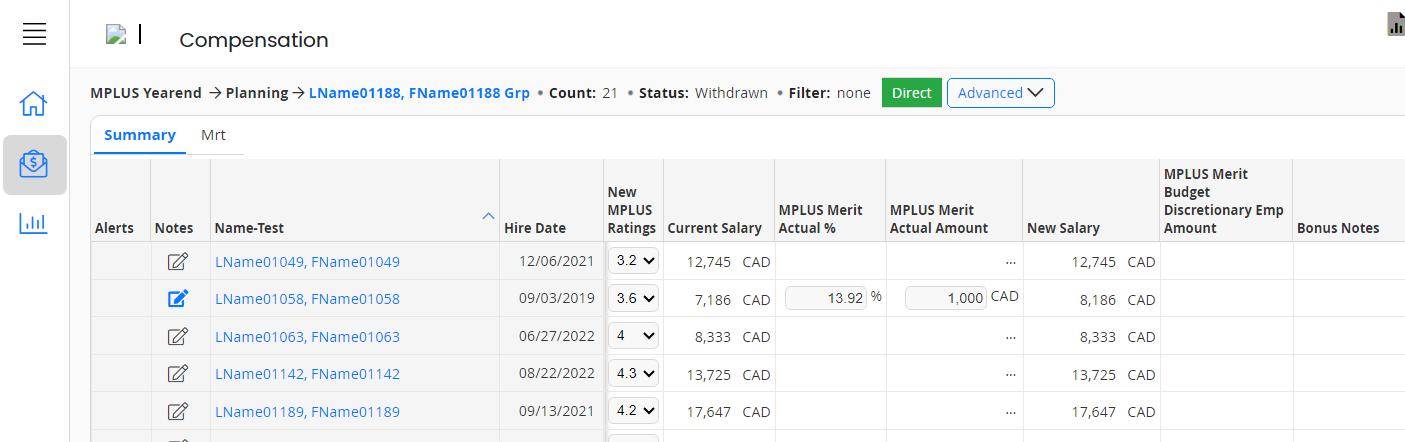 Compensation
MPLUS Yearend → Planning → LName01188, FName01188 Grp • Count: 21 • Status: Withdrawn • Filter: none Direct Advanced
Summary Mrt
Alerts Notes Name-Test Hire Date New MPLUS Ratings Current Salary MPLUS Merit Actual % MPLUS Merit Actual Amount New Salary MPLUS Merit Budget Discretionary Emp Amount Bonus Notes
LName01049, FName01049 12/06/2021 3.2 12,745 CAD ... 12,745 CAD
LName01058, FName01058 09/03/2019 3.6 7,186 CAD 13.92 % 1,000 CAD 8,186 CAD
LName01063, FName01063 06/27/2022 4 8,333 CAD ... 8,333 CAD
LName01142, FName01142 08/22/2022 4.3 13,725 CAD ... 13,725 CAD
LName01189, FName01189 09/13/2021 4.2 17,647 CAD ... 17,647 CAD